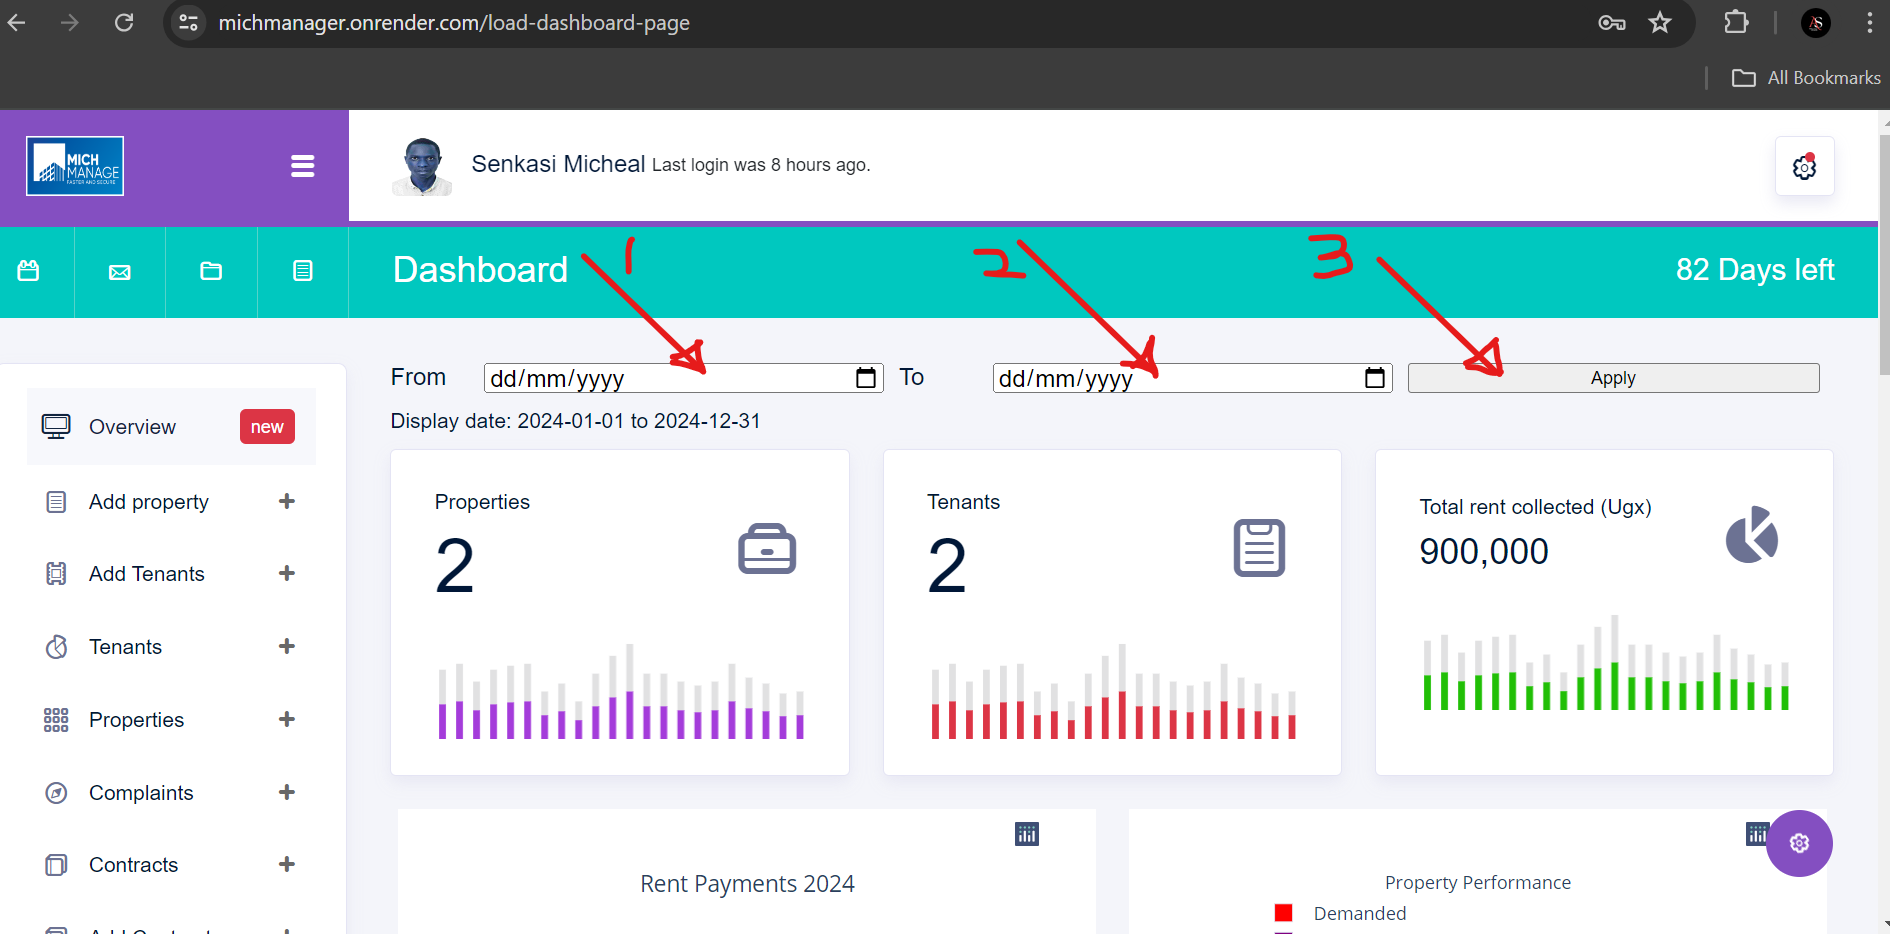 michmanager.onrender.com/load-dashboard-page
All Bookmarks
MICH
MANAGE
FASTER AND SECURE
Senkasi Micheal Last login was 8 hours ago.
Dashboard
1
2
3
82 Days left
From dd/mm/yyyy To dd/mm/yyyy Apply
Display date: 2024-01-01 to 2024-12-31
Overview new
Add property +
Add Tenants +
Tenants +
Properties +
Complaints +
Contracts +
Properties
2
Tenants
2
Total rent collected (Ugx)
900,000
Rent Payments 2024
Property Performance
Demanded